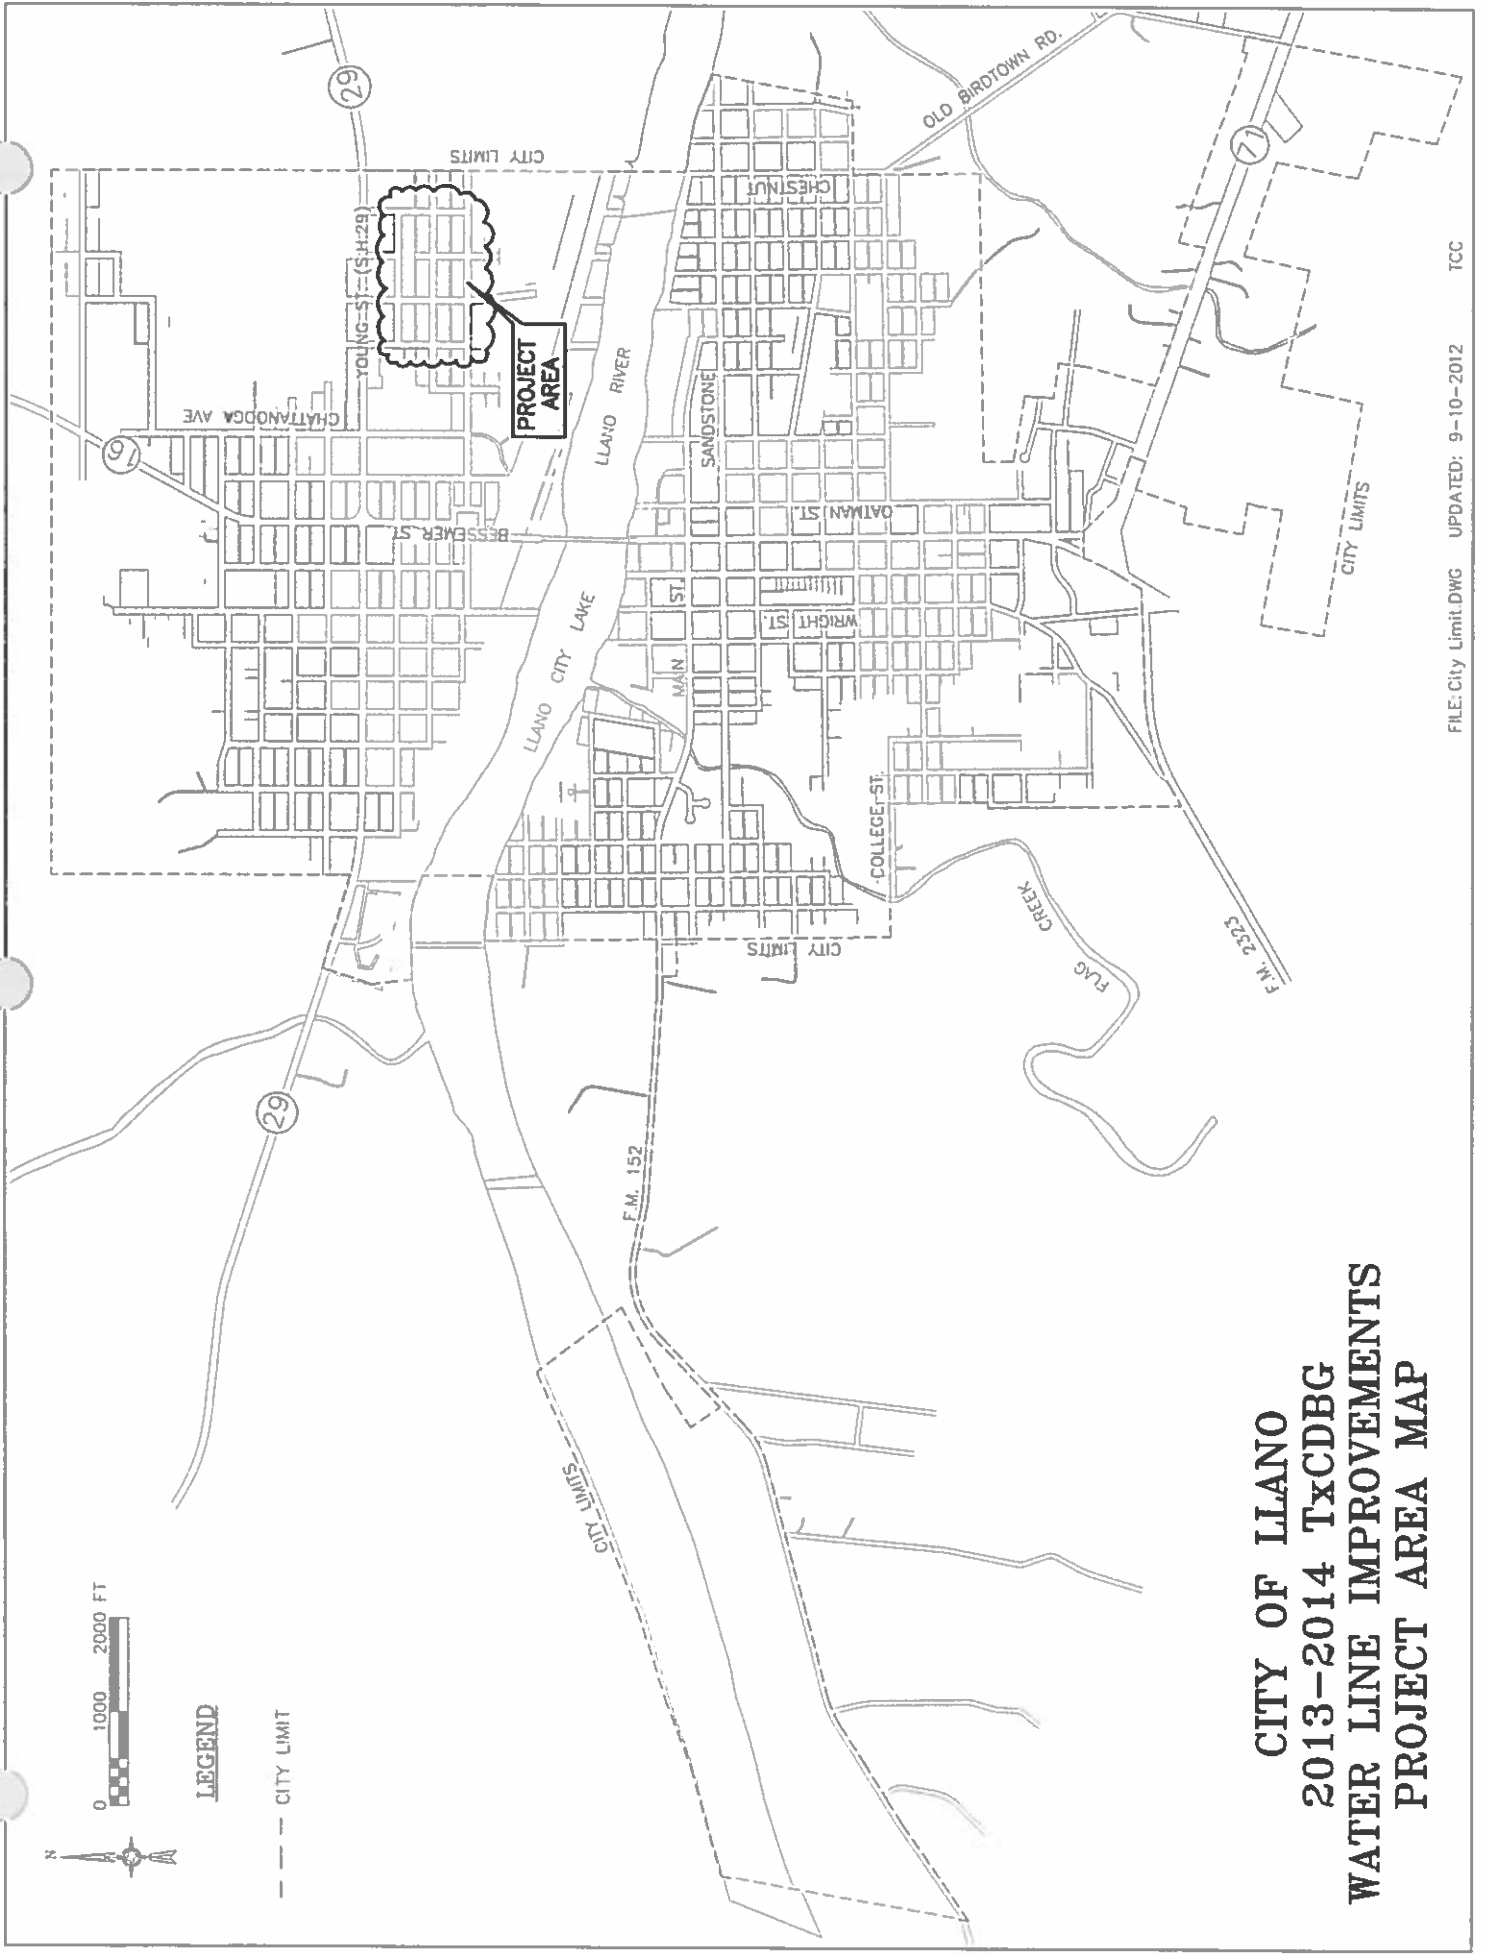 N
0 1000 2000 FT
LEGEND
CITY LIMIT
CITY OF LLANO
2013-2014 TxCDBG
WATER LINE IMPROVEMENTS
PROJECT AREA MAP
29
29
16
71
CITY LIMITS
YOUNG ST (S.H.29)
CHATTANOOGA AVE
PROJECT
AREA
BESSEMER ST
LLANO RIVER
LLANO CITY LAKE
SANDSTONE
CHESTNUT
OLD BIRDTOWN RD.
OATMAN ST.
MAIN ST.
WRIGHT ST.
COLLEGE ST.
CITY LIMITS
CITY LIMITS
CITY LIMITS
FLAG CREEK
F.M. 2323
F.M. 152
FILE: City Limit.DWG UPDATED: 9-10-2012 TCC